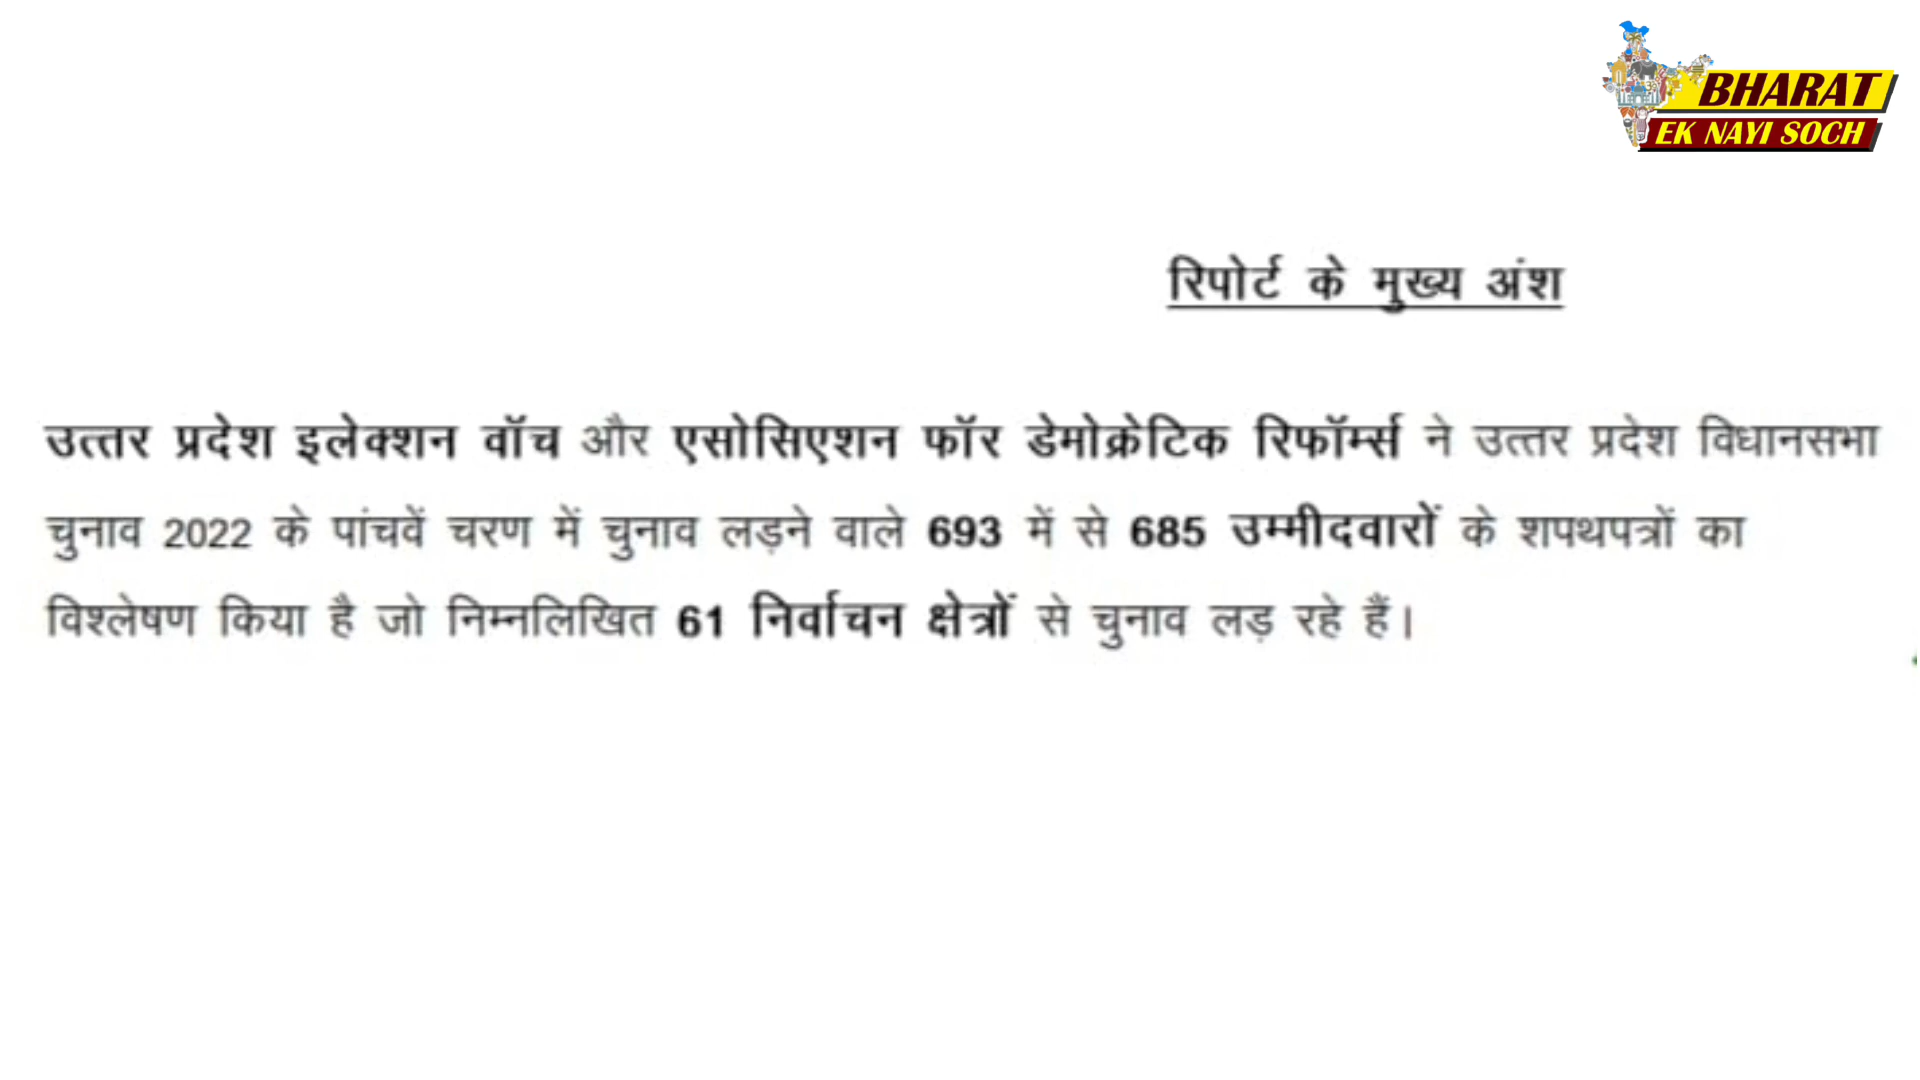 BHARAT
EK NAYI SOCH
रिपोर्ट के मुख्य अंश
उत्तर प्रदेश इलेक्शन वॉच और एसोसिएशन फॉर डेमोक्रेटिक रिफॉर्म्स ने उत्तर प्रदेश विधानसभा
चुनाव 2022 के पांचवें चरण में चुनाव लड़ने वाले 693 में से 685 उम्मीदवारों के शपथपत्रों का
विश्लेषण किया है जो निम्नलिखित 61 निर्वाचन क्षेत्रों से चुनाव लड़ रहे हैं।